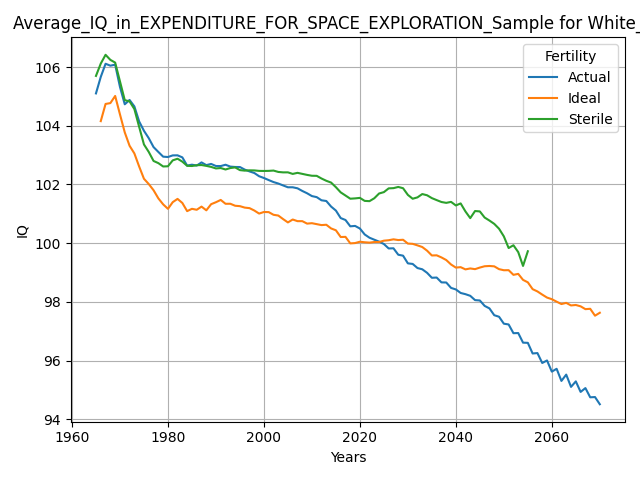 Average_IQ_in_EXPENDITURE_FOR_SPACE_EXPLORATION_Sample for White_
Fertility
Actual
Ideal
Sterile
IQ
106
104
102
100
98
96
94
1960
1980
2000
2020
2040
2060
Years